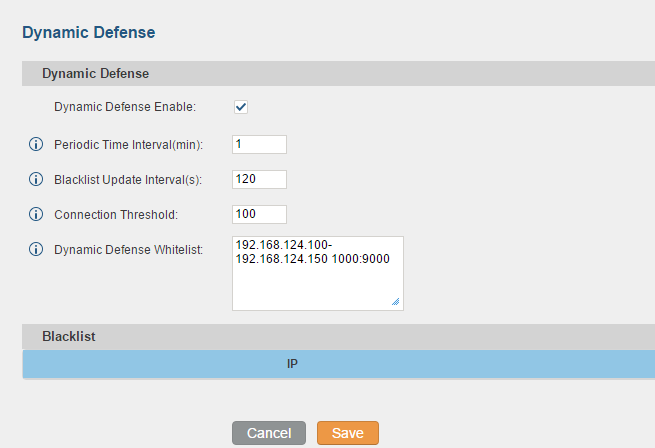 Dynamic Defense
Dynamic Defense
Dynamic Defense Enable:
Periodic Time Interval(min): 1
Blacklist Update Interval(s): 120
Connection Threshold: 100
Dynamic Defense Whitelist: 192.168.124.100-
192.168.124.150 1000:9000
Blacklist
IP
Cancel Save